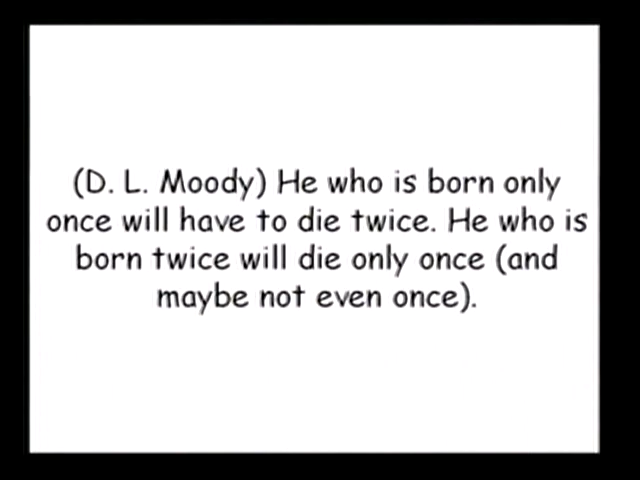 (D. L. Moody) He who is born only
once will have to die twice. He who is
born twice will die only once (and
maybe not even once).